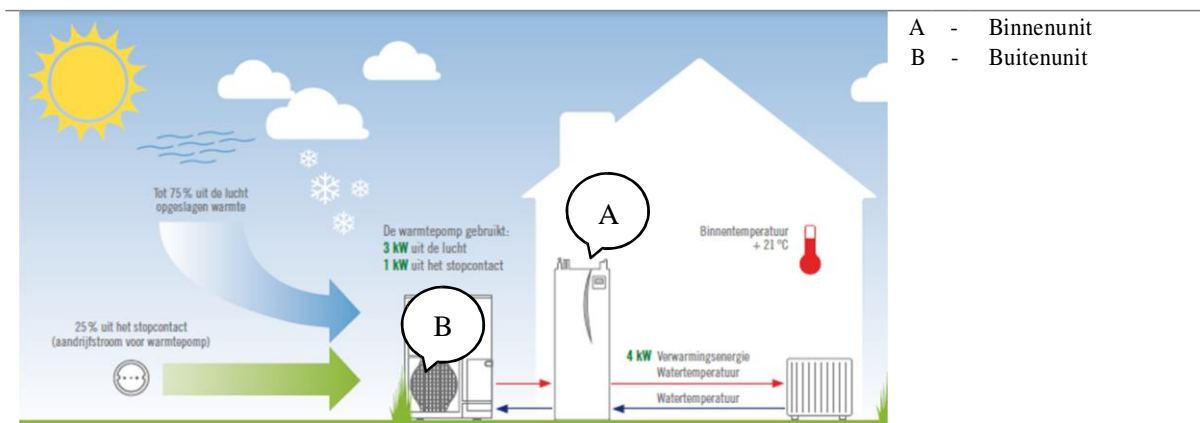 A - Binnenunit
B - Buitenunit
Tot 75% uit de lucht
opgeslagen warmte
De warmtepomp gebruikt:
3 kW uit de lucht
1 kW uit het stopcontact
A
Binnentemperatuur
+ 21 °C
B
25% uit het stopcontact
(aandrijfstroom voor warmtepomp)
4 kW Verwarmingsenergie
Watertemperatuur
Watertemperatuur